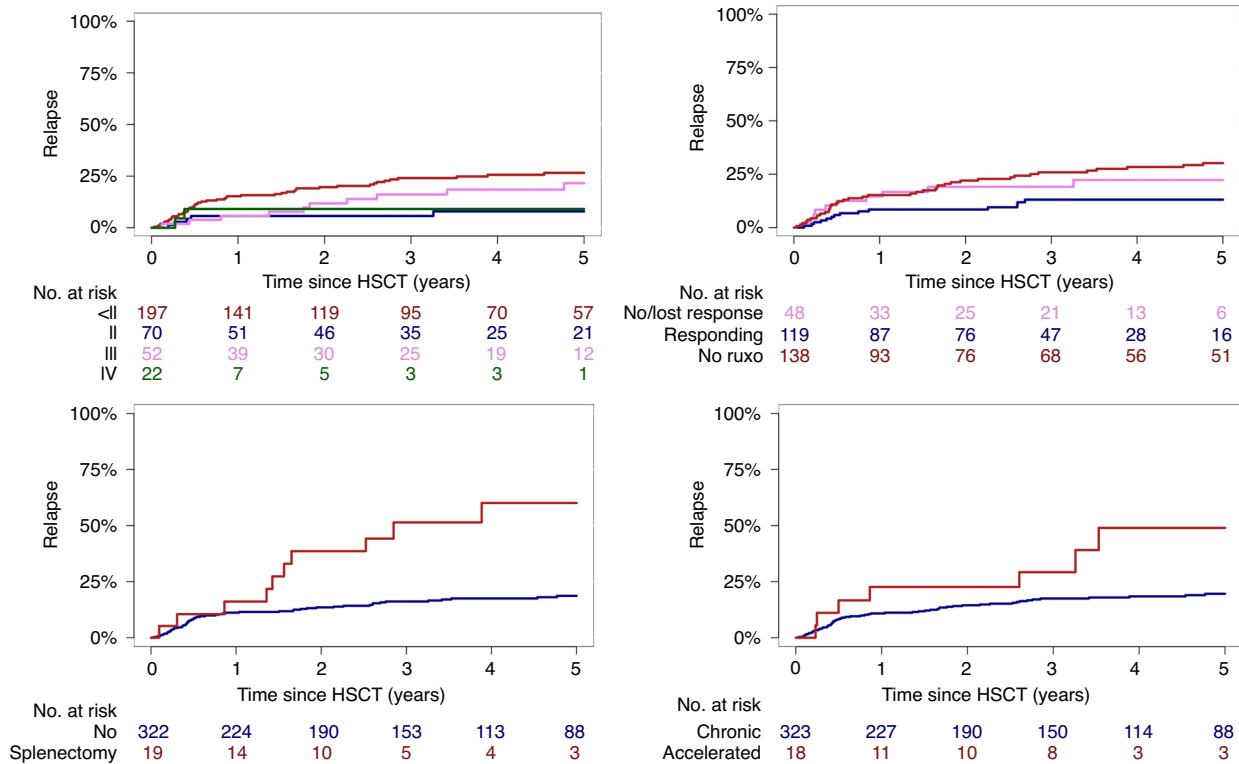 100%
75%
50%
25%
0%
Relapse
0 1 2 3 4 5
Time since HSCT (years)
No. at risk
<II 197 141 119 95 70 57
II 70 51 46 35 25 21
III 52 39 30 25 19 12
IV 22 7 5 3 3 1
100%
75%
50%
25%
0%
Relapse
0 1 2 3 4 5
Time since HSCT (years)
No. at risk
No/lost response 48 33 25 21 13 6
Responding 119 87 76 47 28 16
No ruxo 138 93 76 68 56 51
100%
75%
50%
25%
0%
Relapse
0 1 2 3 4 5
Time since HSCT (years)
No. at risk
No 322 224 190 153 113 88
Splenectomy 19 14 10 5 4 3
100%
75%
50%
25%
0%
Relapse
0 1 2 3 4 5
Time since HSCT (years)
No. at risk
Chronic 323 227 190 150 114 88
Accelerated 18 11 10 8 3 3